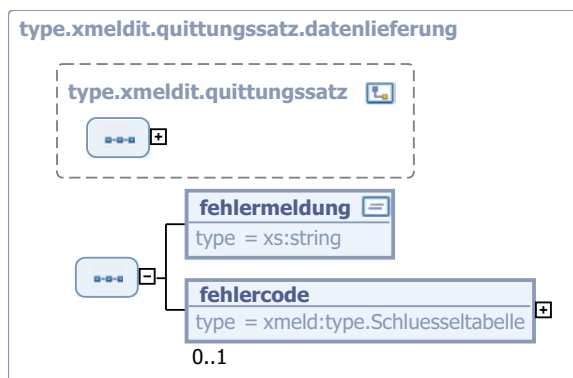 type.xmeldit.quittungssatz.datenlieferung
type.xmeldit.quittungssatz
fehlermeldung
type = xs:string
fehlercode
type = xmeld:type.Schluesseltabelle
0..1